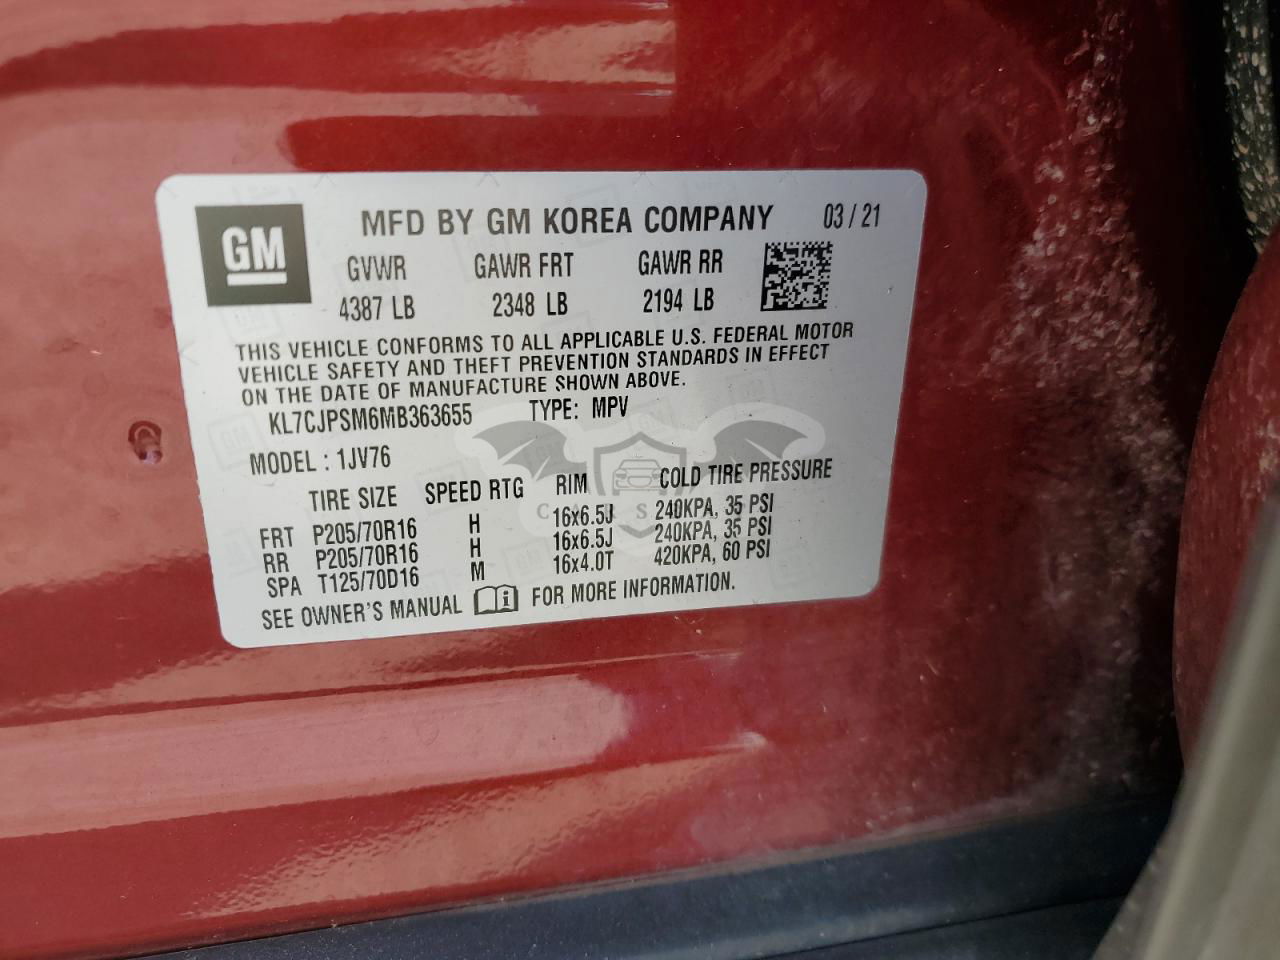 GM
MFD BY GM KOREA COMPANY 03/21
GVWR GAWR FRT GAWR RR
4387 LB 2348 LB 2194 LB
THIS VEHICLE CONFORMS TO ALL APPLICABLE U.S. FEDERAL MOTOR
VEHICLE SAFETY AND THEFT PREVENTION STANDARDS IN EFFECT
ON THE DATE OF MANUFACTURE SHOWN ABOVE.
KL7CJPSM6MB363655 TYPE: MPV
MODEL : 1JV76
TIRE SIZE SPEED RTG RIM COLD TIRE PRESSURE
FRT P205/70R16 H 16x6.5J 240KPA, 35 PSI
RR P205/70R16 H 16x6.5J 240KPA, 35 PSI
SPA T125/70D16 M 16x4.0T 420KPA, 60 PSI
SEE OWNER'S MANUAL FOR MORE INFORMATION.